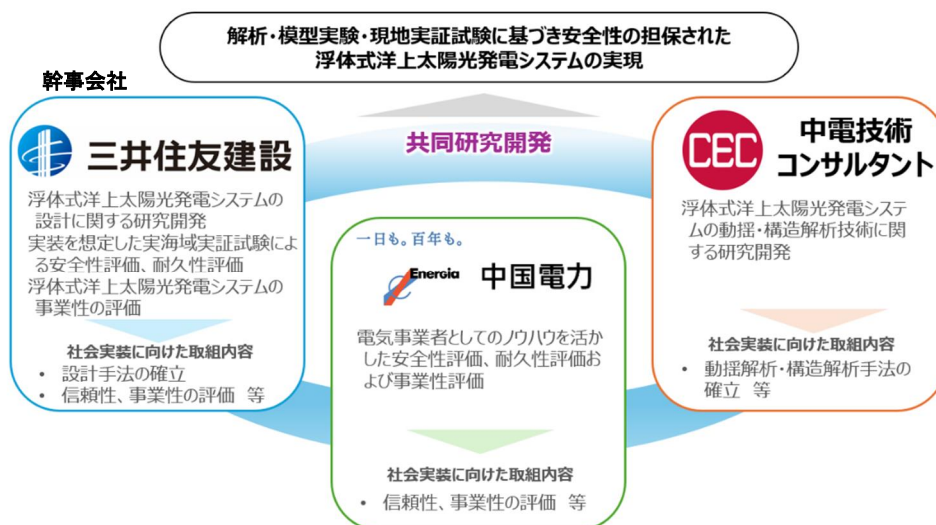 解析・模型実験・現地実証試験に基づき安全性の担保された
浮体式洋上太陽光発電システムの実現
幹事会社
共同研究開発
三井住友建設
浮体式洋上太陽光発電システムの
設計に関する研究開発
実装を想定した実海域実証試験によ
る安全性評価、耐久性評価
浮体式洋上太陽光発電システムの
事業性の評価
社会実装に向けた取組内容
• 設計手法の確立
• 信頼性、事業性の評価 等
一日も。百年も。
Energia 中国電力
電気事業者としてのノウハウを活か
した安全性評価、耐久性評価お
よび事業性評価
社会実装に向けた取組内容
• 信頼性、事業性の評価 等
CEC
中電技術
コンサルタント
浮体式洋上太陽光発電システ
ムの動揺・構造解析技術に関
する研究開発
社会実装に向けた取組内容
• 動揺解析・構造解析手法の
確立 等